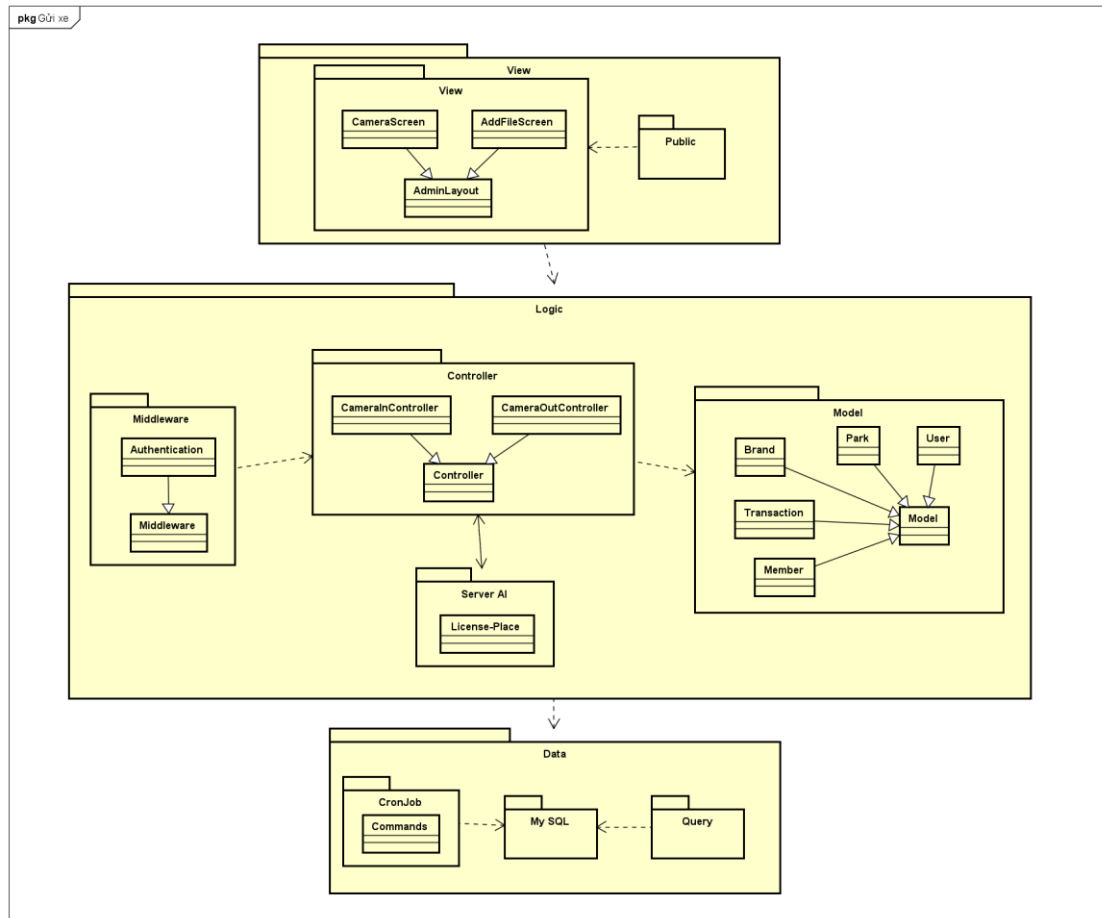 pkg Gửi xe
View
View
CameraScreen
AddFileScreen
AdminLayout
Public
Logic
Middleware
Authentication
Middleware
Controller
CameraInController
CameraOutController
Controller
Server AI
License-Place
Model
Brand
Park
User
Transaction
Model
Member
Data
CronJob
Commands
My SQL
Query